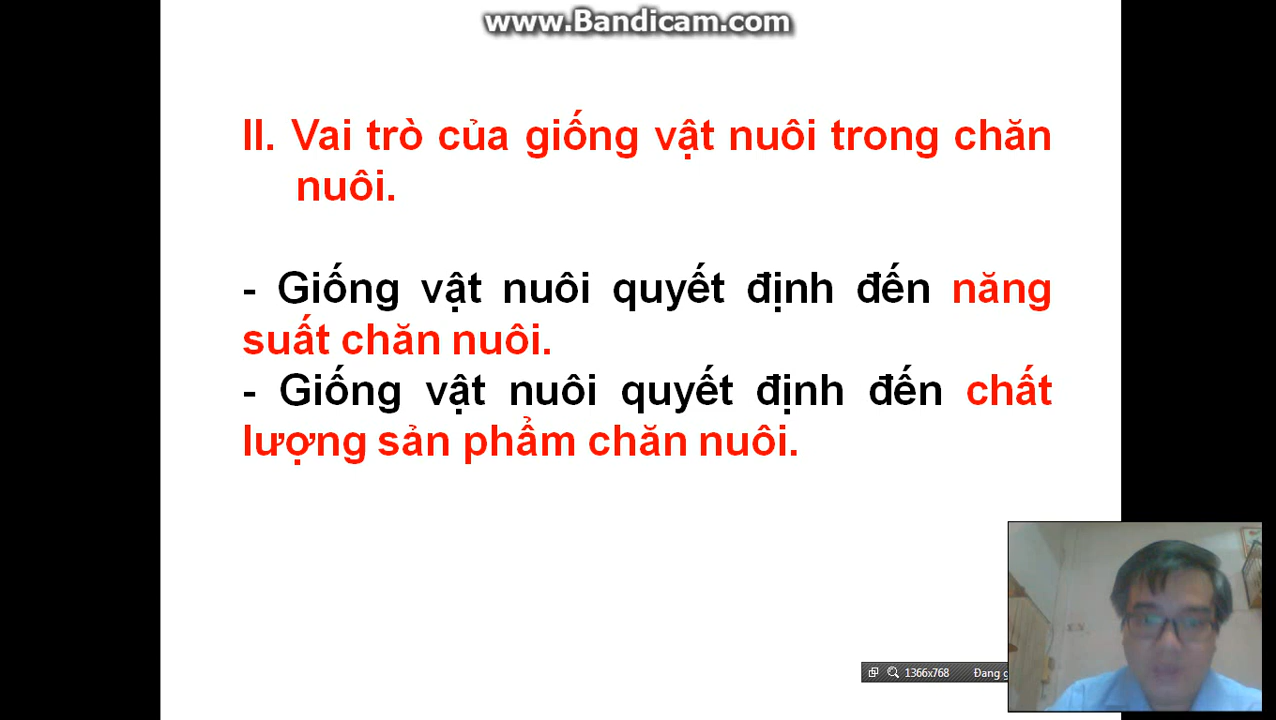 www.Bandicam.com
II. Vai trò của giống vật nuôi trong chăn
nuôi.
- Giống vật nuôi quyết định đến năng
suất chăn nuôi.
- Giống vật nuôi quyết định đến chất
lượng sản phẩm chăn nuôi.
1366x768 Đang g